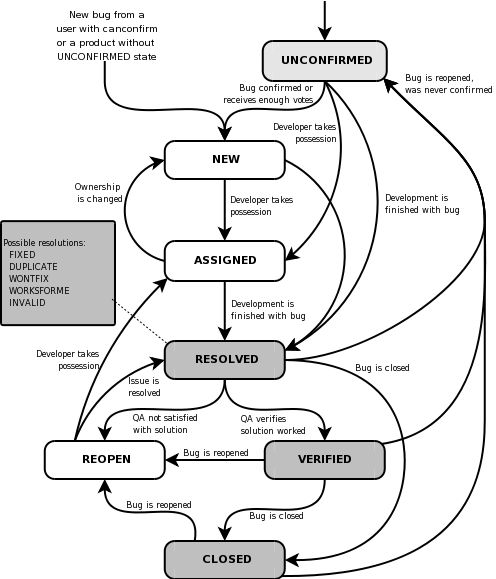 New bug from a
user with canconfirm
or a product without
UNCONFIRMED state
UNCONFIRMED
Bug is reopened,
was never confirmed
Bug confirmed or
receives enough votes
Developer takes
possession
NEW
Ownership
is changed
Developer takes
possession
Development is
finished with bug
Possible resolutions:
FIXED
DUPLICATE
WONTFIX
WORKSFORME
INVALID
ASSIGNED
Development is
finished with bug
Developer takes
possession
RESOLVED
Bug is closed
Issue is
resolved
QA not satisfied
with solution
QA verifies
solution worked
REOPEN
Bug is reopened
VERIFIED
Bug is reopened
Bug is closed
CLOSED